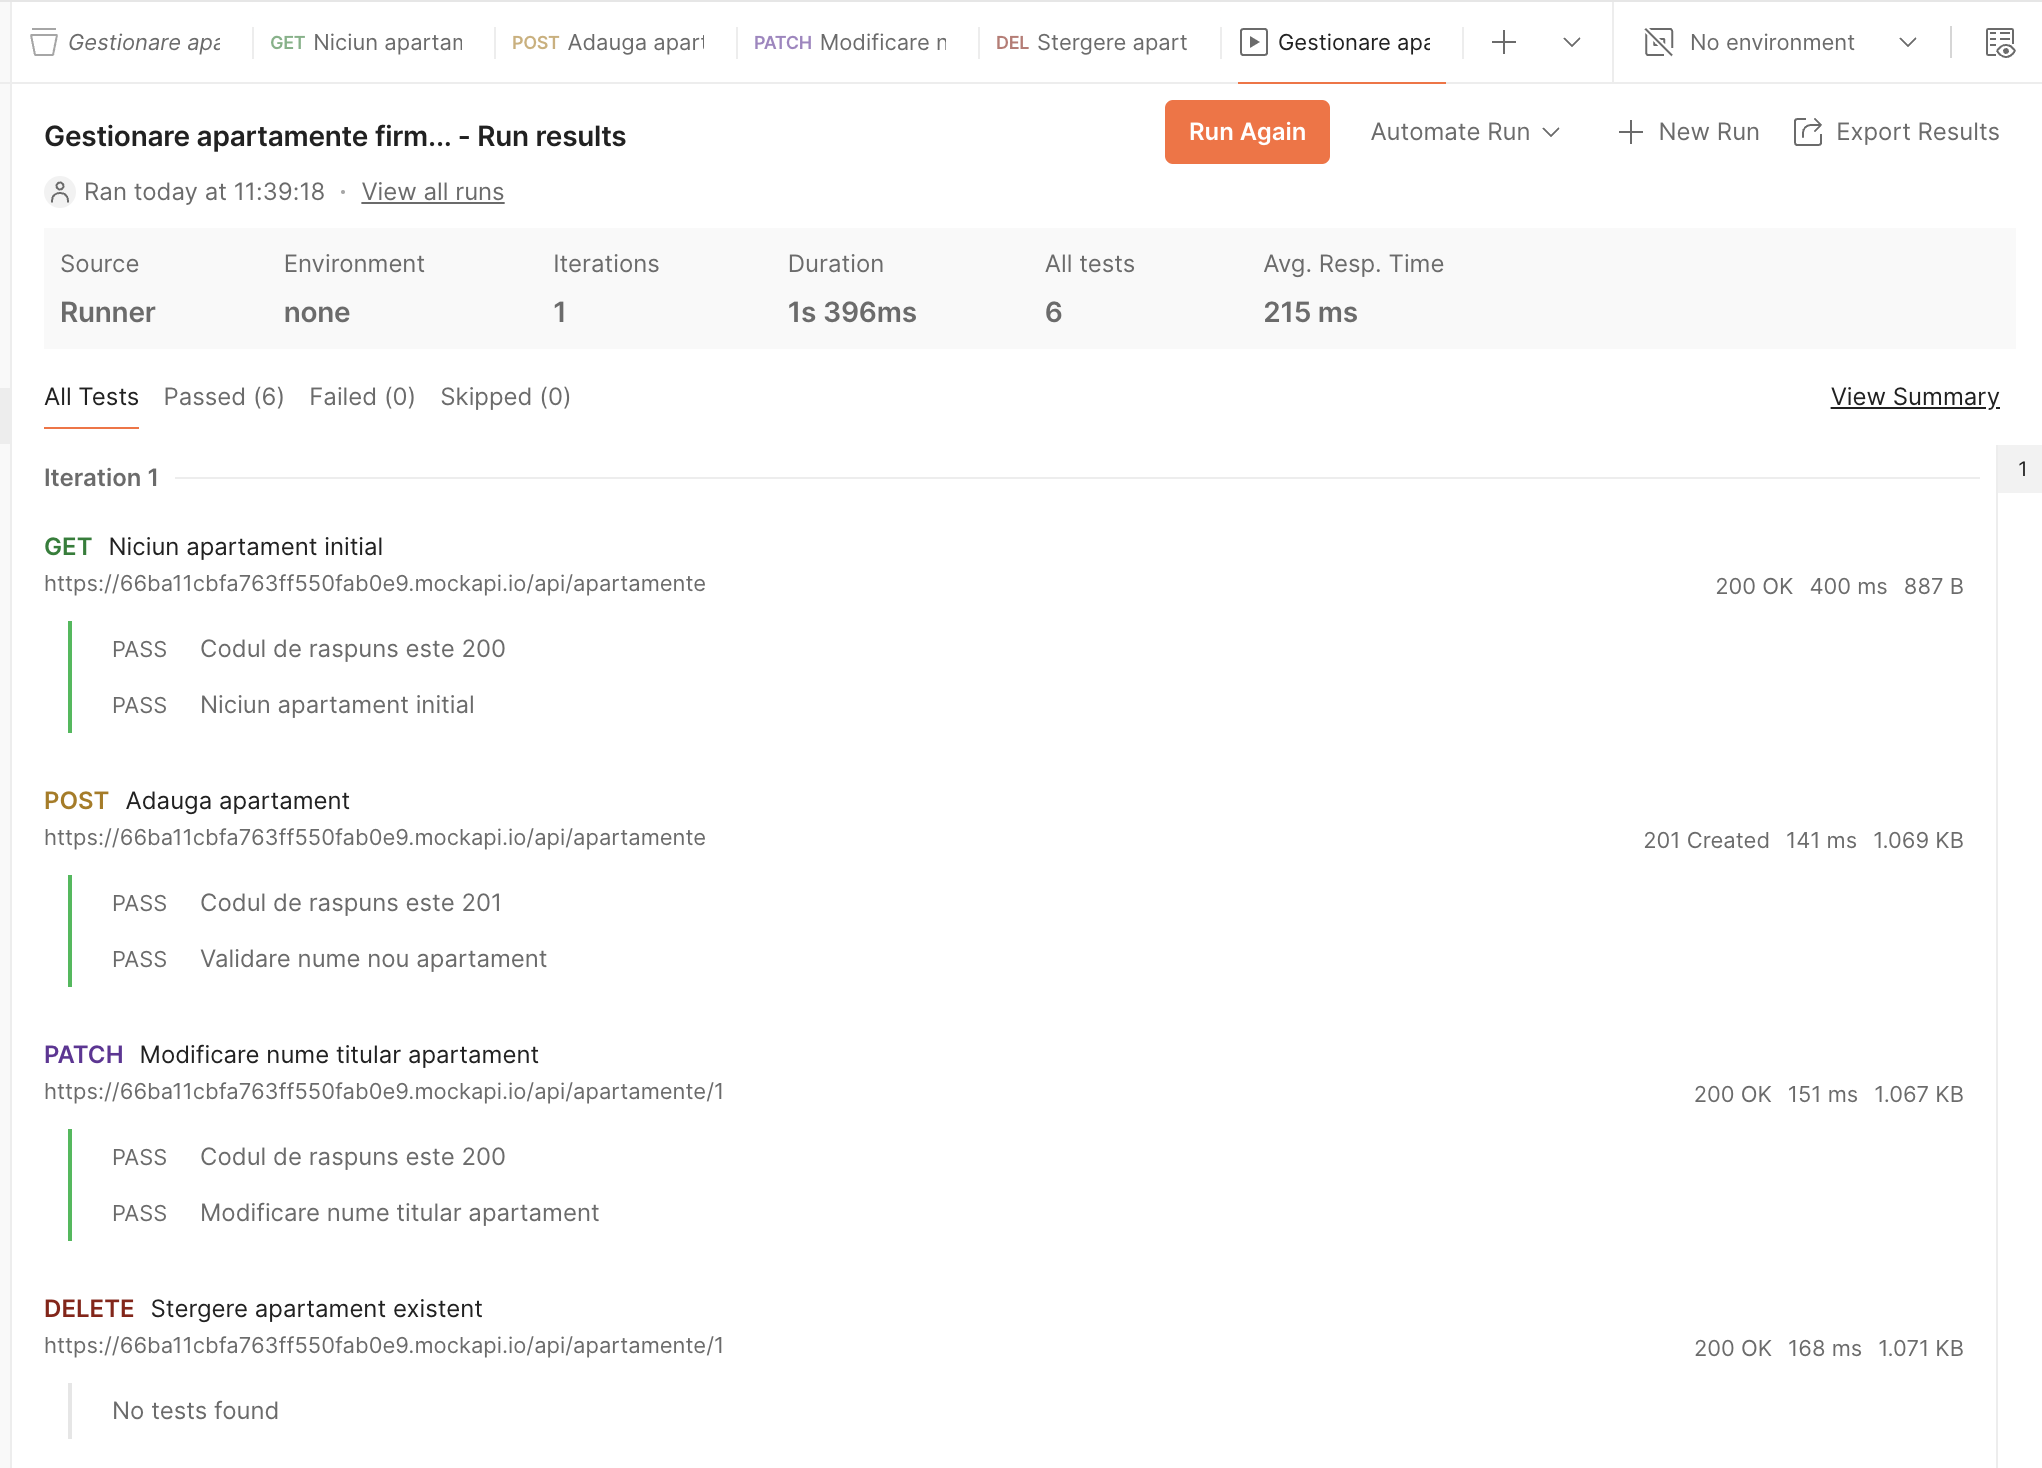 Gestionare apa GET Niciun apartan POST Adauga apart PATCH Modificare n DEL Stergere apart Gestionare apa No environment
Gestionare apartamente firm... - Run results Run Again Automate Run New Run Export Results
Ran today at 11:39:18 · View all runs
Source Environment Iterations Duration All tests Avg. Resp. Time
Runner none 1 1s 396ms 6 215 ms
All Tests Passed (6) Failed (0) Skipped (0) View Summary
Iteration 1 1
GET Niciun apartament initial
https://66ba11cbfa763ff550fab0e9.mockapi.io/api/apartamente 200 OK 400 ms 887 B
PASS Codul de raspuns este 200
PASS Niciun apartament initial
POST Adauga apartament
https://66ba11cbfa763ff550fab0e9.mockapi.io/api/apartamente 201 Created 141 ms 1.069 KB
PASS Codul de raspuns este 201
PASS Validare nume nou apartament
PATCH Modificare nume titular apartament
https://66ba11cbfa763ff550fab0e9.mockapi.io/api/apartamente/1 200 OK 151 ms 1.067 KB
PASS Codul de raspuns este 200
PASS Modificare nume titular apartament
DELETE Stergere apartament existent
https://66ba11cbfa763ff550fab0e9.mockapi.io/api/apartamente/1 200 OK 168 ms 1.071 KB
No tests found